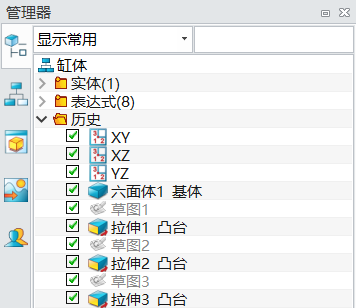 管理器
显示常用
缸体
实体(1)
表达式(8)
历史
XY
XZ
YZ
六面体1 基体
草图1
拉伸1 凸台
草图2
拉伸2 凸台
草图3
拉伸3 凸台